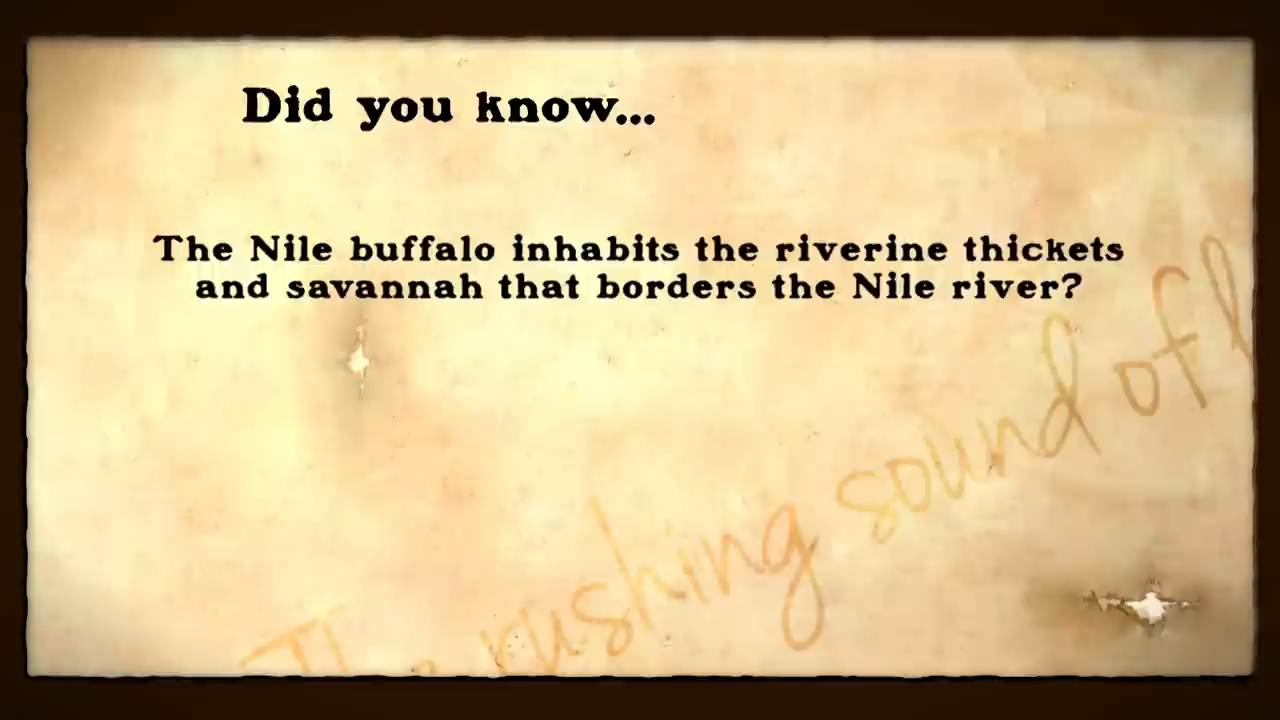 Did you know...
The Nile buffalo inhabits the riverine thickets
and savannah that borders the Nile river?
The rushing sound of